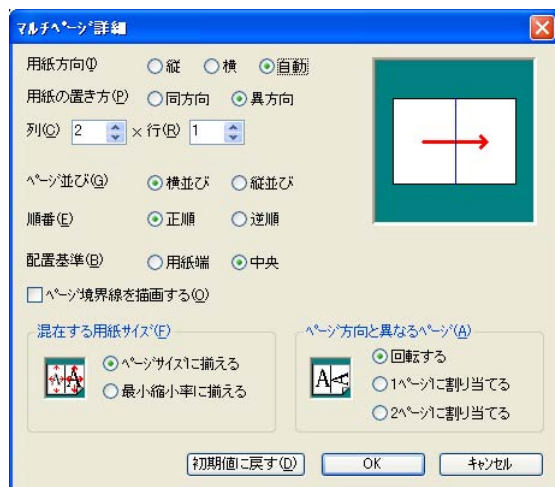 マルチページ詳細
用紙方向(I) 縦 横 自動
用紙の置き方(P) 同方向 異方向
列(C) 2 × 行(R) 1
ページ並び(G) 横並び 縦並び
順番(E) 正順 逆順
配置基準(B) 用紙端 中央
ページ境界線を描画する(O)
混在する用紙サイズ(F)
ページサイズに揃える
最小縮小率に揃える
ページ方向と異なるページ(A)
回転する
1ページに割り当てる
2ページに割り当てる
初期値に戻す(D) OK キャンセル